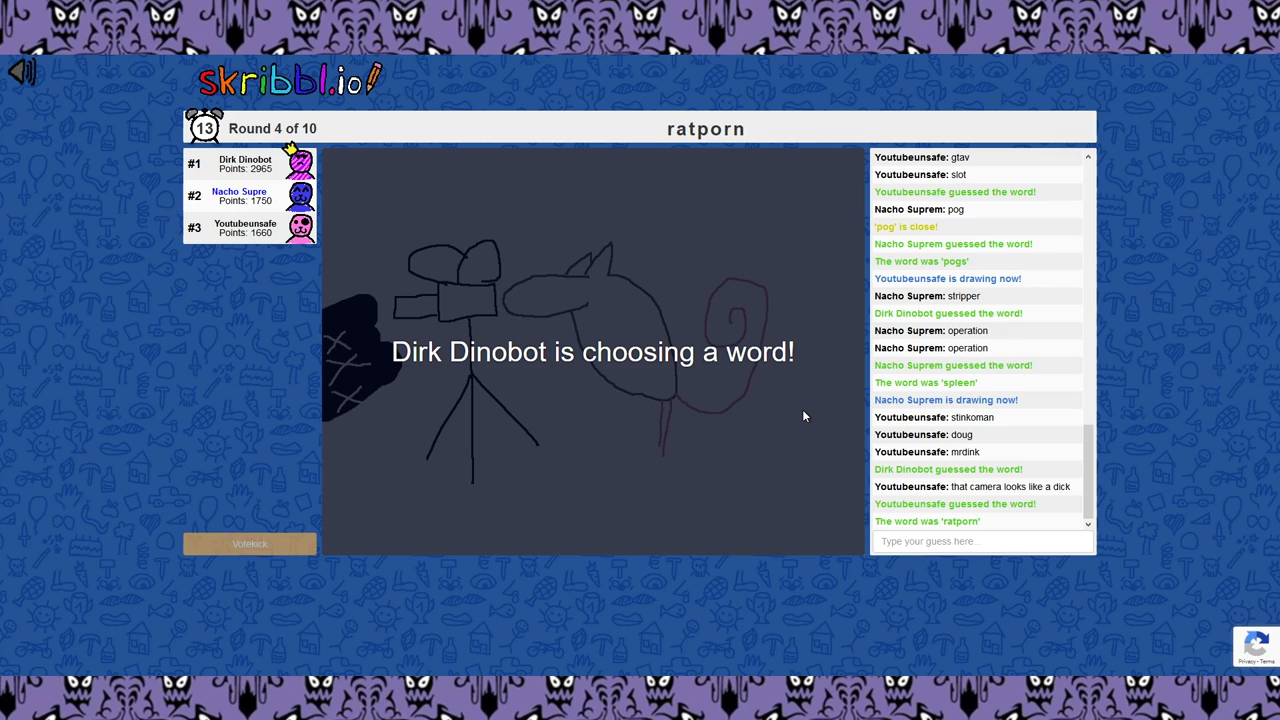 skribbl.io
13
Round 4 of 10
ratporn
#1
Dirk Dinobot
Points: 2965
#2
Nacho Supre
Points: 1750
#3
Youtubeunsafe
Points: 1660
Votekick
Dirk Dinobot is choosing a word!
Youtubeunsafe: gtav
Youtubeunsafe: slot
Youtubeunsafe guessed the word!
Nacho Suprem: pog
'pog' is close!
Nacho Suprem guessed the word!
The word was 'pogs'
Youtubeunsafe is drawing now!
Nacho Suprem: stripper
Dirk Dinobot guessed the word!
Nacho Suprem: operation
Nacho Suprem: operation
Nacho Suprem guessed the word!
The word was 'spleen'
Nacho Suprem is drawing now!
Youtubeunsafe: stinkoman
Youtubeunsafe: doug
Youtubeunsafe: mrdink
Dirk Dinobot guessed the word!
Youtubeunsafe: that camera looks like a dick
Youtubeunsafe guessed the word!
The word was 'ratporn'
Type your guess here...
Privacy - Terms